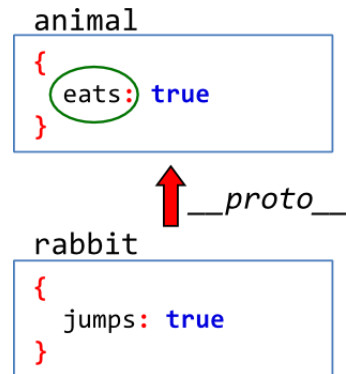 animal
{
eats: true
}
__proto__
rabbit
{
jumps: true
}